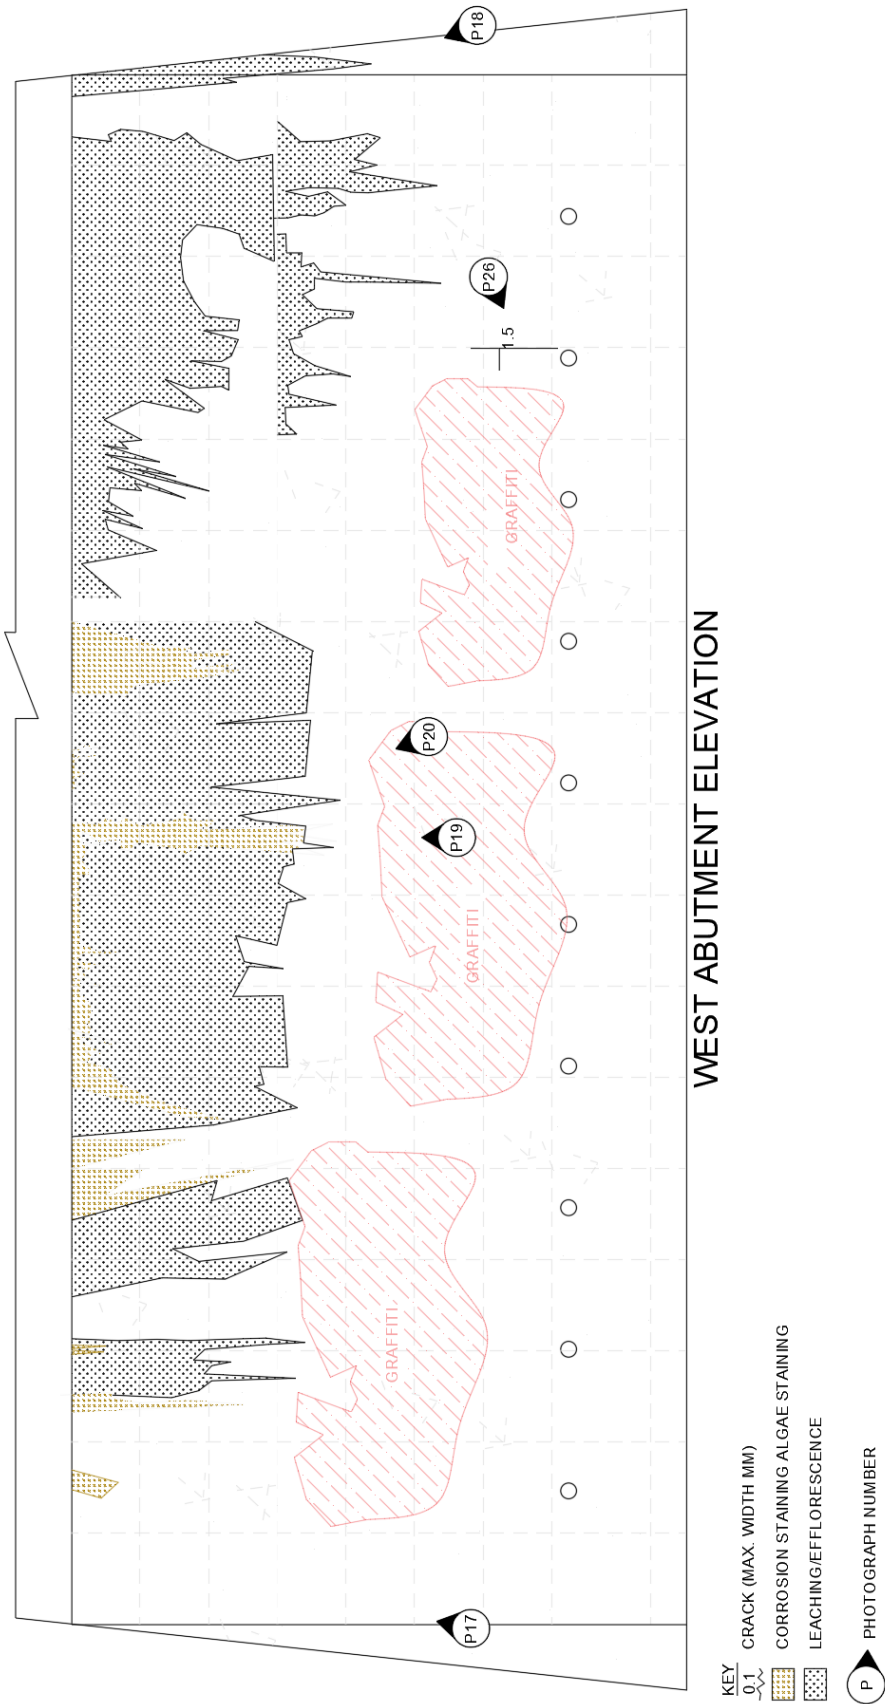 P17
P19
P20
P26
P18
1.5
GRAFFITI
GRAFFITI
GRAFFITI
WEST ABUTMENT ELEVATION
KEY
0.1 CRACK (MAX. WIDTH MM)
CORROSION STAINING ALGAE STAINING
LEACHING/EFFLORESCENCE
P PHOTOGRAPH NUMBER